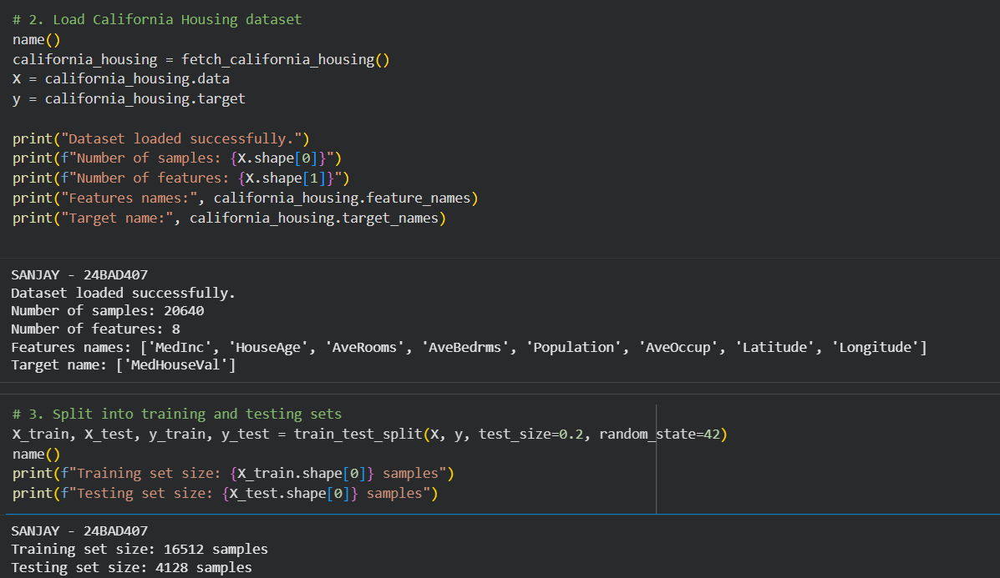 # 2. Load California Housing dataset
name()
california_housing = fetch_california_housing()
X = california_housing.data
y = california_housing.target
print("Dataset loaded successfully.")
print(f"Number of samples: {X.shape[0]}")
print(f"Number of features: {X.shape[1]}")
print("Features names:", california_housing.feature_names)
print("Target name:", california_housing.target_names)
SANJAY - 24BAD407
Dataset loaded successfully.
Number of samples: 20640
Number of features: 8
Features names: ['MedInc', 'HouseAge', 'AveRooms', 'AveBedrms', 'Population', 'AveOccup', 'Latitude', 'Longitude']
Target name: ['MedHouseVal']
# 3. Split into training and testing sets
X_train, X_test, y_train, y_test = train_test_split(X, y, test_size=0.2, random_state=42)
name()
print(f"Training set size: {X_train.shape[0]} samples")
print(f"Testing set size: {X_test.shape[0]} samples")
SANJAY - 24BAD407
Training set size: 16512 samples
Testing set size: 4128 samples